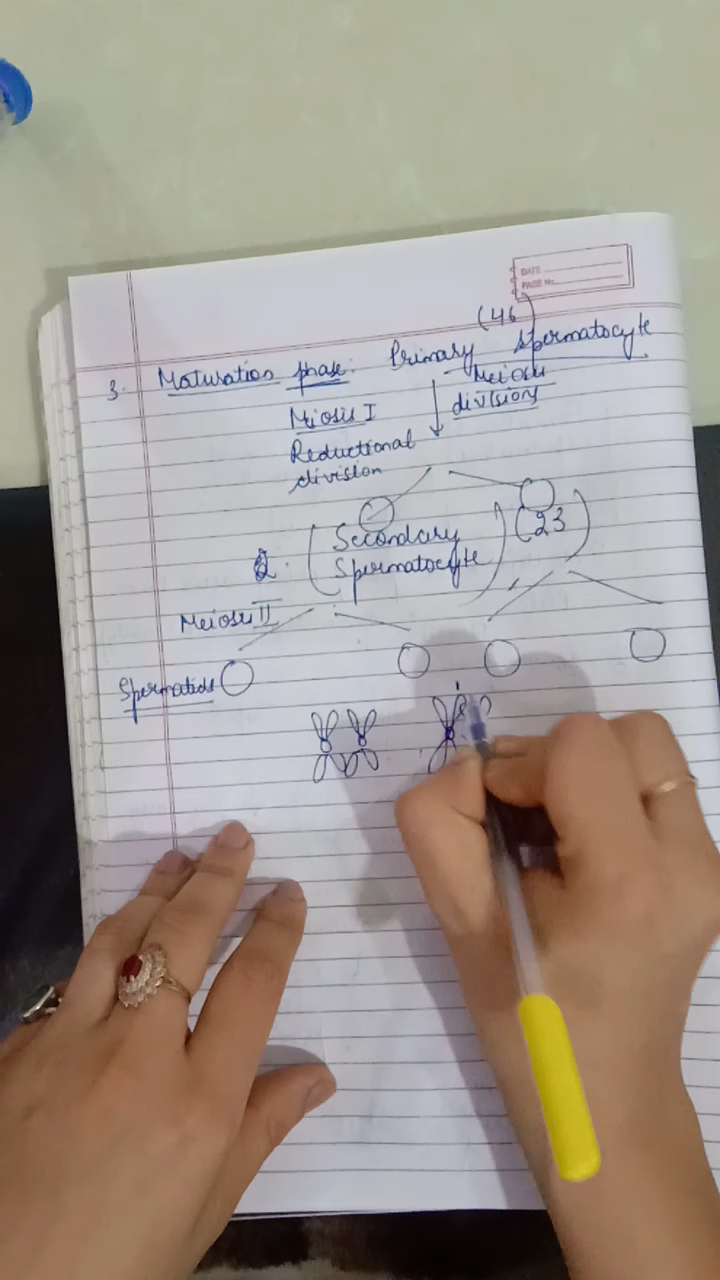 DATE
PAGE No.
(46)
3. Maturation phase: Primary Spermatocyte
Meiosis
Miosis I division
Reductional
division
(Secondary (23)
Spermatocyte)
Meiosis II
Spermatids